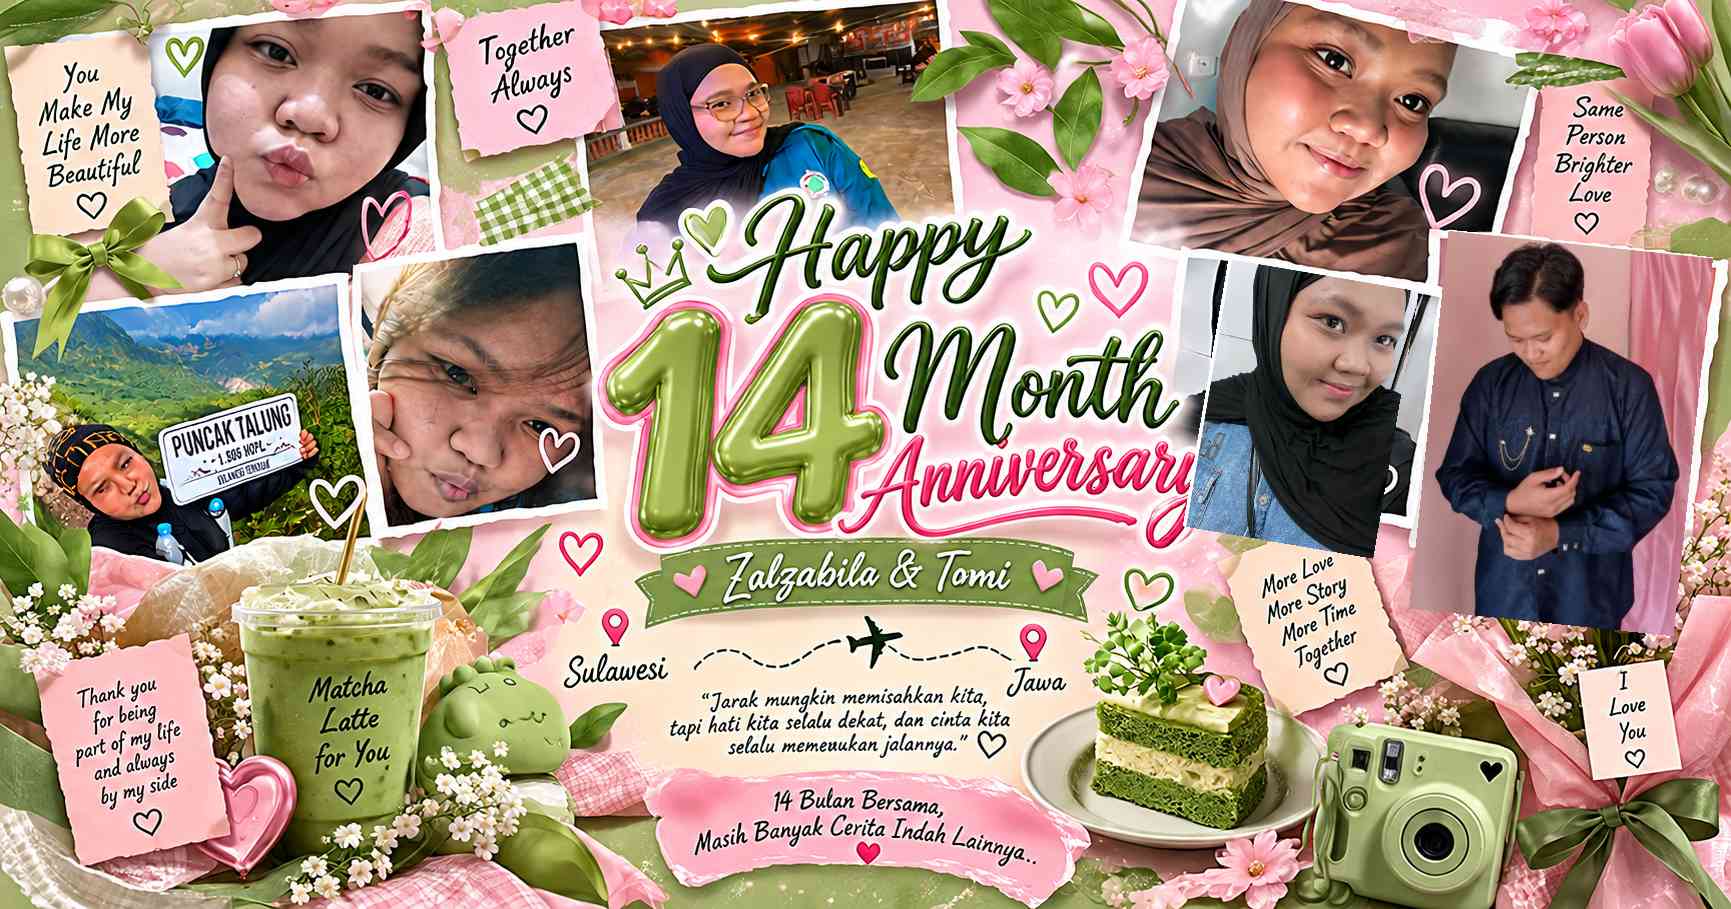 You
Make My
Life More
Beautiful
Together
Always
Same
Person
Brighter
Love
Happy
14 Month
Anniversary
PUNCAK TALUNG
Zalzabila & Tomi
Sulawesi
Jawa
"Jarak mungkin memisahkan kita,
tapi hati kita selalu dekat, dan cinta kita
selalu memeuukan jalannya."
14 Bulan Bersama,
Masih Banyak Cerita Indah Lainnya..
Thank you
for being
part of my life
and always
by my side
Matcha
Latte
for You
More Love
More Story
More Time
Together
I
Love
You